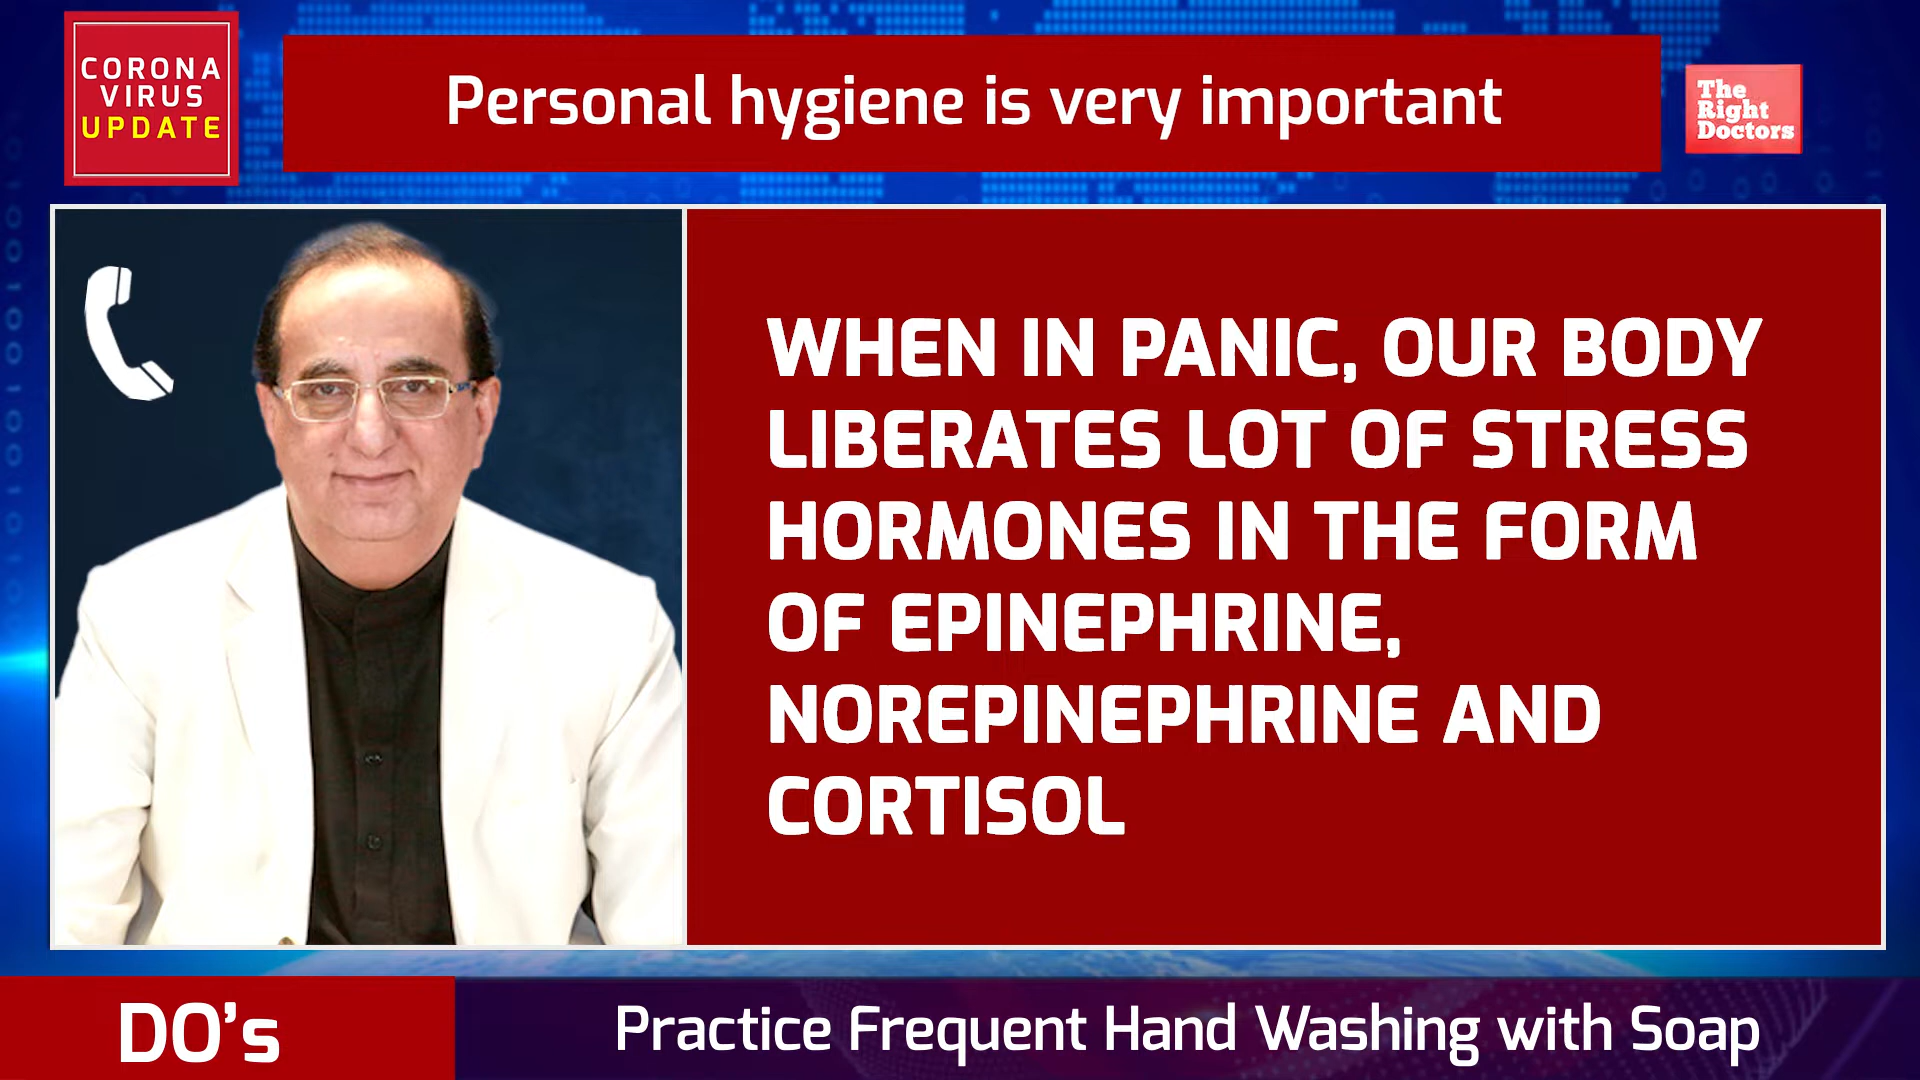 CORONA
VIRUS
UPDATE
Personal hygiene is very important
The
Right
Doctors
WHEN IN PANIC, OUR BODY
LIBERATES LOT OF STRESS
HORMONES IN THE FORM
OF EPINEPHRINE,
NOREPINEPHRINE AND
CORTISOL
DO's
Practice Frequent Hand Washing with Soap